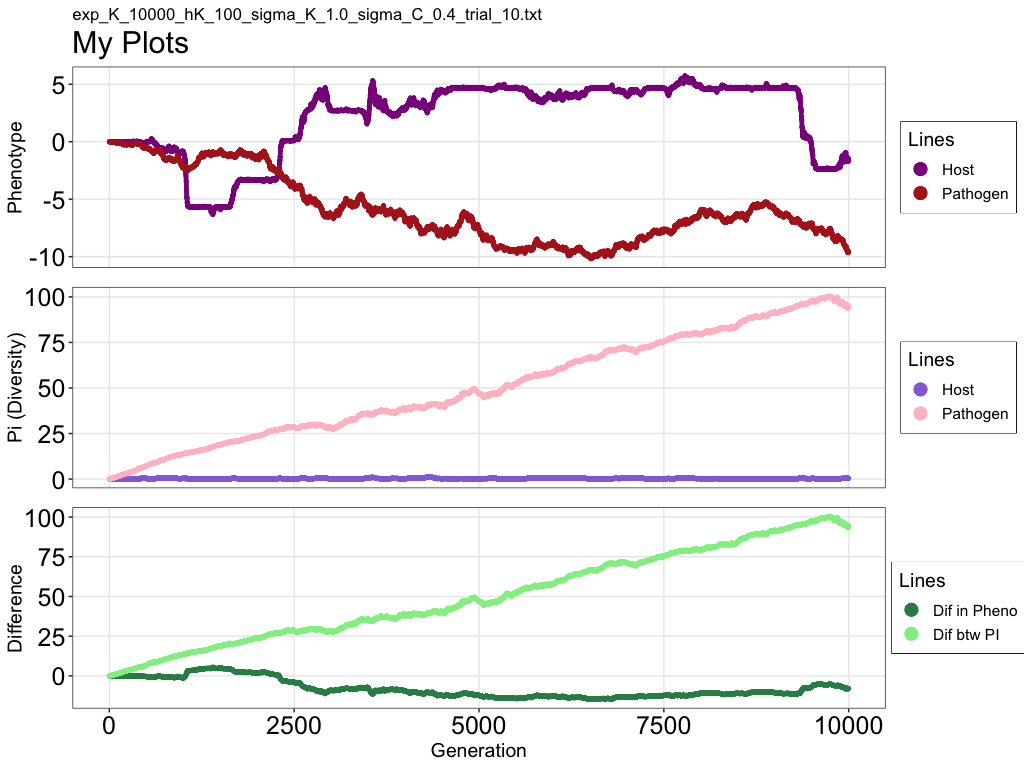 exp_K_10000_hK_100_sigma_K_1.0_sigma_C_0.4_trial_10.txt
My Plots
Phenotype
5
0
-5
-10
Lines
Host
Pathogen
Pi (Diversity)
100
75
50
25
0
Lines
Host
Pathogen
Difference
100
75
50
25
0
Lines
Dif in Pheno
Dif btw PI
0 2500 5000 7500 10000
Generation